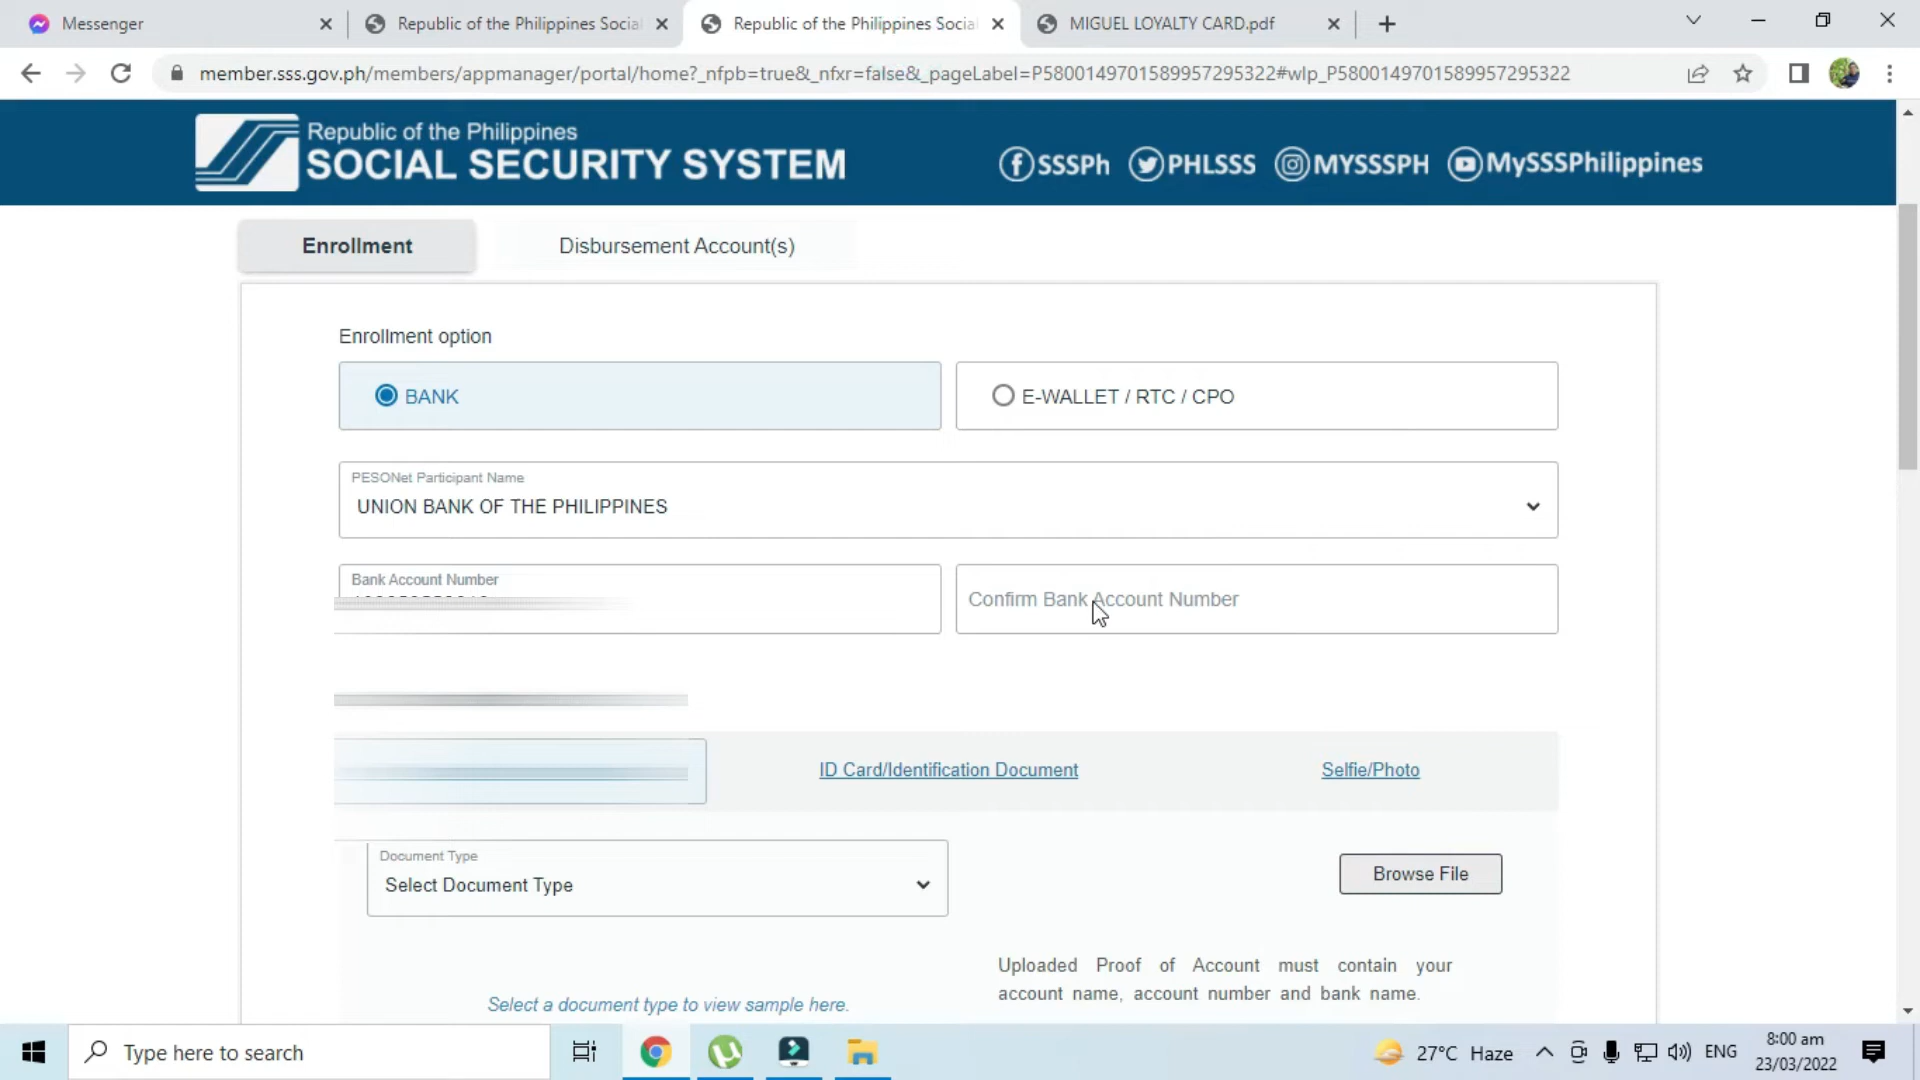 Messenger
Republic of the Philippines Social
Republic of the Philippines Social
MIGUEL LOYALTY CARD.pdf
member.sss.gov.ph/members/appmanager/portal/home?_nfpb=true&_nfxr=false&_pageLabel=P5800149701589957295322#wlp_P5800149701589957295322
Republic of the Philippines
SOCIAL SECURITY SYSTEM
SSSPh PHLSSS MYSSSPH MySSSPhilippines
Enrollment
Disbursement Account(s)
Enrollment option
BANK
E-WALLET / RTC / CPO
PESONet Participant Name
UNION BANK OF THE PHILIPPINES
Bank Account Number
Confirm Bank Account Number
ID Card/Identification Document
Selfie/Photo
Document Type
Select Document Type
Browse File
Uploaded Proof of Account must contain your
account name, account number and bank name.
Select a document type to view sample here.
Type here to search
27°C Haze
ENG
8:00 am
23/03/2022